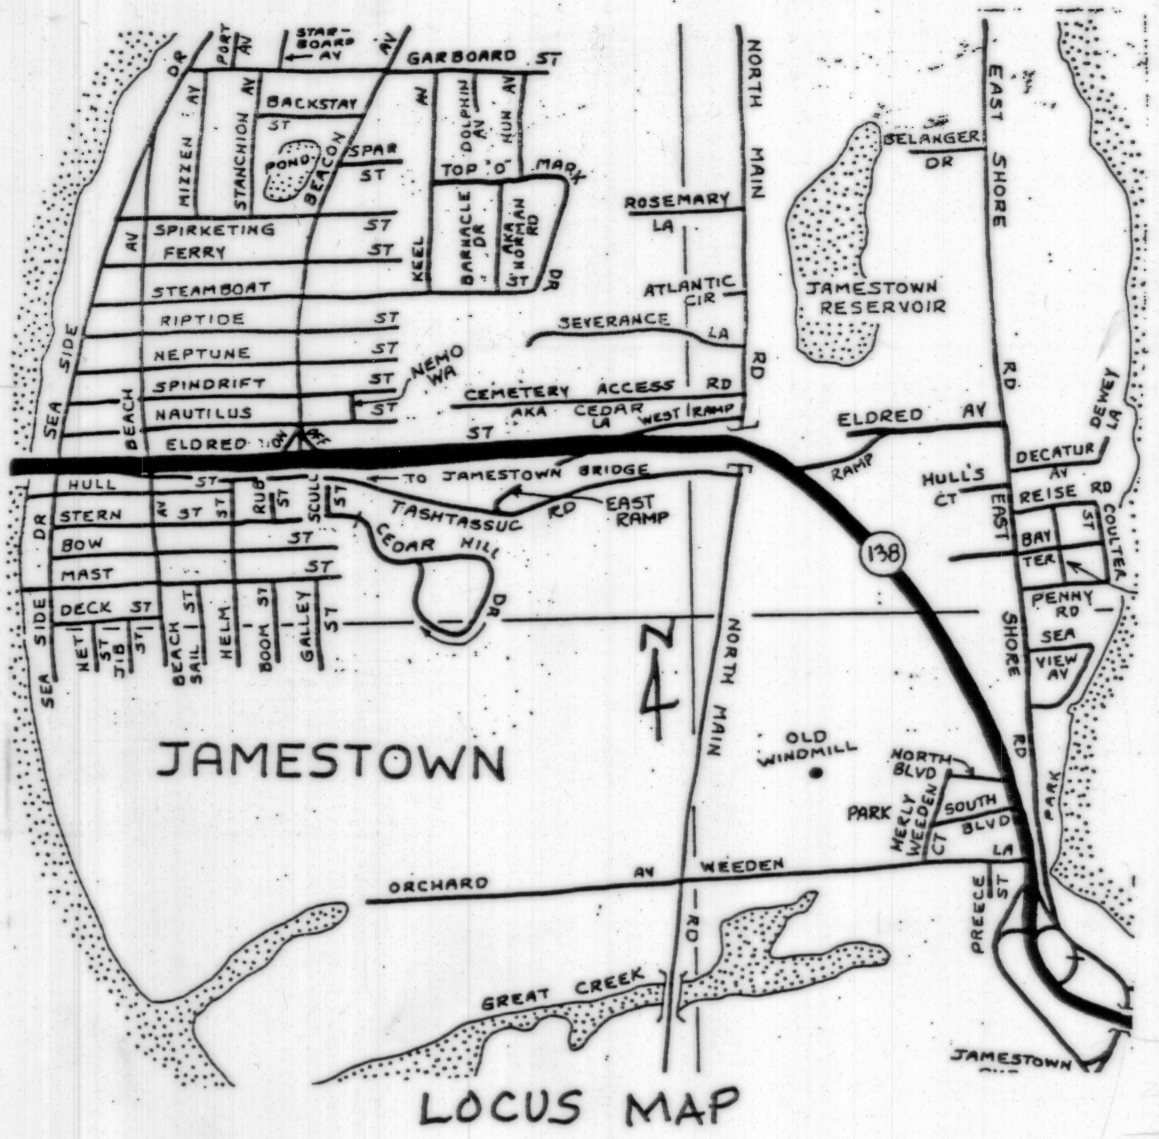 PORT AV
STAR-
BOARD
AV
AV
GARBOARD ST
DR
AV
MIZZEN
AV
STANCHION
BACKSTAY
ST
POND
BEACON
SPAR
ST
AV
DOLPHIN
AV
HUN AV
TOP "O" MARK
DR
KEEL
BARNACLE
DR
AKA
NORMAN
RD
ST
AV
SPIRKETING ST
FERRY ST
STEAMBOAT
RIPTIDE ST
NEPTUNE ST
SPINDRIFT ST
NAUTILUS ST
NEMO
WA
SEA SIDE
BEACH
ELDRED ST
ON OFF
NORTH MAIN RD
ROSEMARY
LA
ATLANTIC
CIR
SEVERANCE LA
CEMETERY ACCESS RD
AKA CEDAR
LA
WEST RAMP
EAST SHORE RD
BELANGER
DR
JAMESTOWN
RESERVOIR
ELDRED AV
RAMP
DEWEY
LA
DECATUR
AV
HULL'S
CT
REISE RD
ST
COULTER
EAST
BAY
TER
PENNY
RD
138
HULL ST
STERN ST
AV
ST
RUB
ST
SCULL
ST
BOW ST
MAST ST
DECK ST
SEA SIDE DR
NETI
ST
JIB
ST
BEACH
SAIL ST
HELM
BOOM ST
GALLEY
ST
TO JAMESTOWN BRIDGE
TASHTASSUC RD
EAST
RAMP
CEDAR HILL
DR
N
NORTH MAIN
RD
SHORE
RD
SEA
VIEW
AV
JAMESTOWN
OLD
WINDMILL
NORTH
BLVD
PARK
HERLY
WEEDEN
CT
SOUTH
BLVD
PARK
LA
ORCHARD AV WEEDEN
PREECE
ST
GREAT CREEK
JAMESTOWN
LOCUS MAP